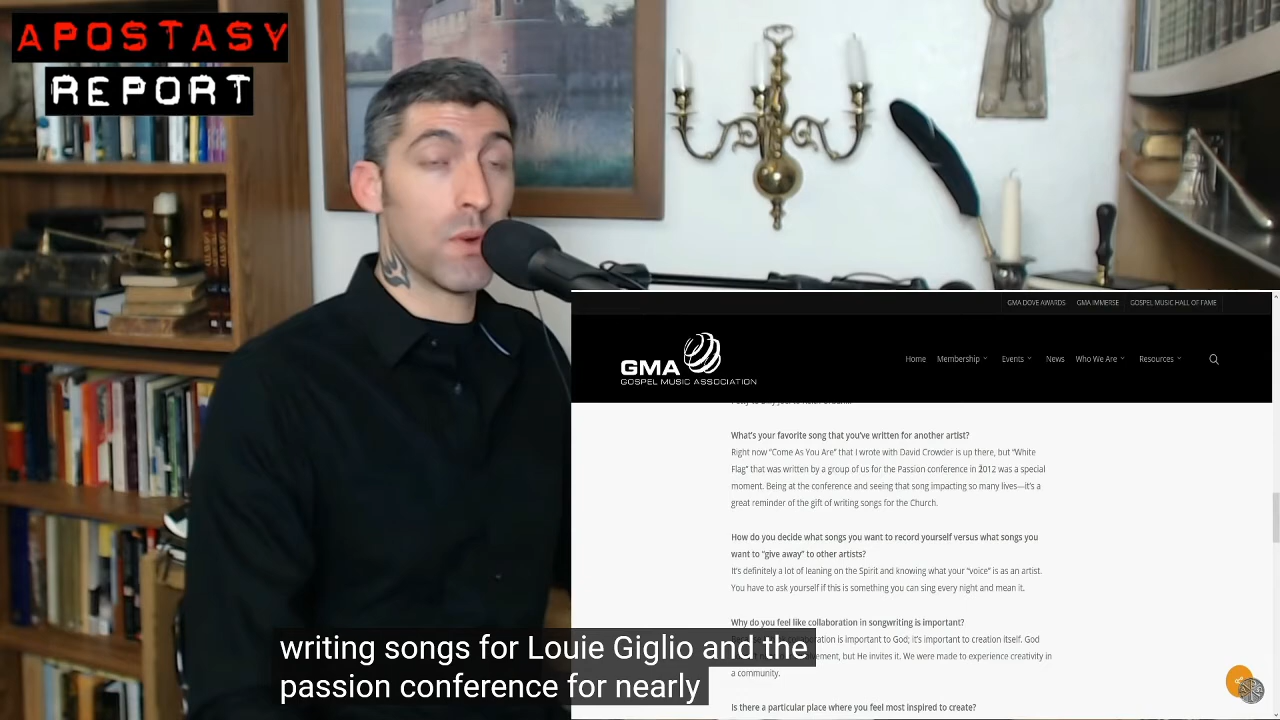 APOSTASY
REPORT
GMA DOVE AWARDS GMA IMMERSE GOSPEL MUSIC HALL OF FAME
GMA
GOSPEL MUSIC ASSOCIATION
Home Membership Events News Who We Are Resources
What's your favorite song that you've written for another artist?
Right now “Come As You Are” that I wrote with David Crowder is up there, but “White
Flag” that was written by a group of us for the Passion conference in 2012 was a special
moment. Being at the conference and seeing that song impacting so many lives—it's a
great reminder of the gift of writing songs for the Church.
How do you decide what songs you want to record yourself versus what songs you
want to “give away” to other artists?
It's definitely a lot of leaning on the Spirit and knowing what your “voice” is as an artist.
You have to ask yourself if this is something you can sing every night and mean it.
Why do you feel like collaboration in songwriting is important?
is important to God; it's important to creation itself. God
but He invites it. We were made to experience creativity in
a community.
Is there a particular place where you feel most inspired to create?
writing songs for Louie Giglio and the
passion conference for nearly